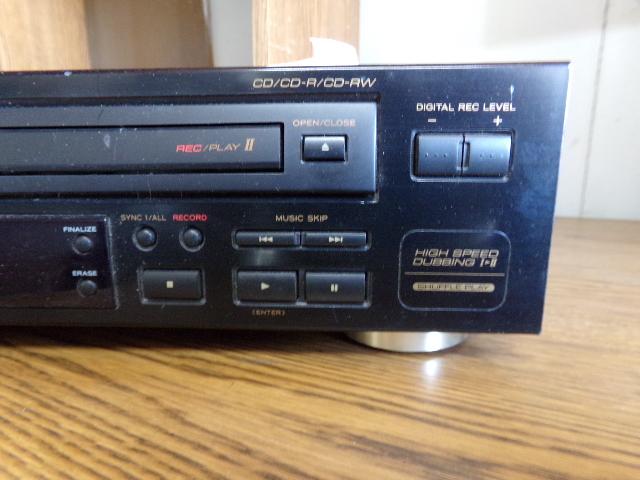 CD/CD-R/CD-RW
DIGITAL REC LEVEL
- +
OPEN/CLOSE
REC/PLAY II
SYNC 1/ALL RECORD
MUSIC SKIP
FINALIZE
ERASE
HIGH SPEED
DUBBING I▶II
SHUFFLE PLAY
(ENTER)